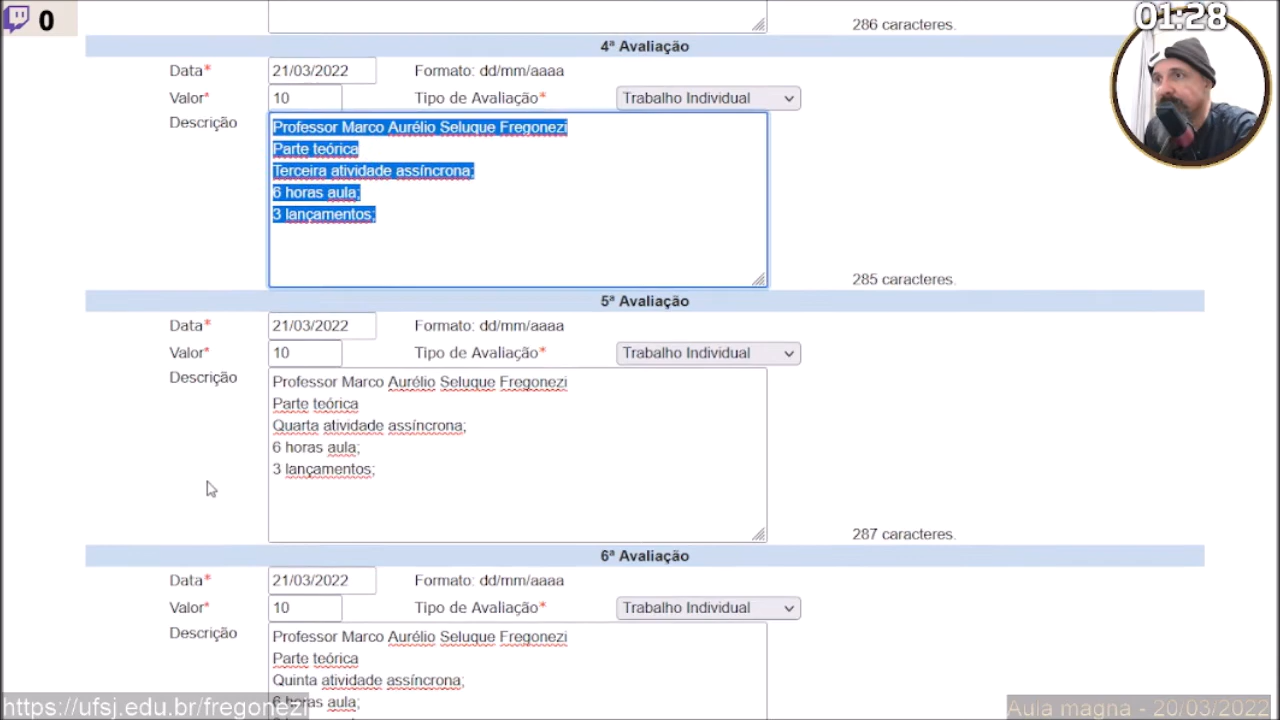 0
01:28
286 caracteres.
4ª Avaliação
Data* 21/03/2022 Formato: dd/mm/aaaa
Valor* 10 Tipo de Avaliação* Trabalho Individual
Descrição
Professor Marco Aurélio Seluque Fregonezi
Parte teórica
Terceira atividade assíncrona;
6 horas aula;
3 lançamentos;
285 caracteres.
5ª Avaliação
Data* 21/03/2022 Formato: dd/mm/aaaa
Valor* 10 Tipo de Avaliação* Trabalho Individual
Descrição
Professor Marco Aurélio Seluque Fregonezi
Parte teórica
Quarta atividade assíncrona;
6 horas aula;
3 lançamentos;
287 caracteres.
6ª Avaliação
Data* 21/03/2022 Formato: dd/mm/aaaa
Valor* 10 Tipo de Avaliação* Trabalho Individual
Descrição
Professor Marco Aurélio Seluque Fregonezi
Parte teórica
Quinta atividade assíncrona;
6 horas aula;
https://ufsj.edu.br/fregonezi
Aula magna - 20/03/2022